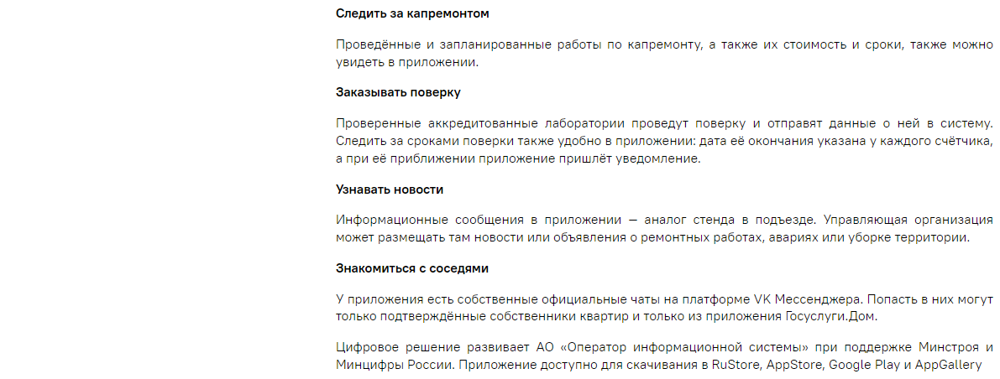 Следить за капремонтом
Проведённые и запланированные работы по капремонту, а также их стоимость и сроки, также можно
увидеть в приложении.
Заказывать поверку
Проверенные аккредитованные лаборатории проведут поверку и отправят данные о ней в систему.
Следить за сроками поверки также удобно в приложении: дата её окончания указана у каждого счётчика,
а при её приближении приложение пришлёт уведомление.
Узнавать новости
Информационные сообщения в приложении — аналог стенда в подъезде. Управляющая организация
может размещать там новости или объявления о ремонтных работах, авариях или уборке территории.
Знакомиться с соседями
У приложения есть собственные официальные чаты на платформе VK Мессенджера. Попасть в них могут
только подтверждённые собственники квартир и только из приложения Госуслуги.Дом.
Цифровое решение развивает АО «Оператор информационной системы» при поддержке Минстроя и
Минцифры России. Приложение доступно для скачивания в RuStore, AppStore, Google Play и AppGallery